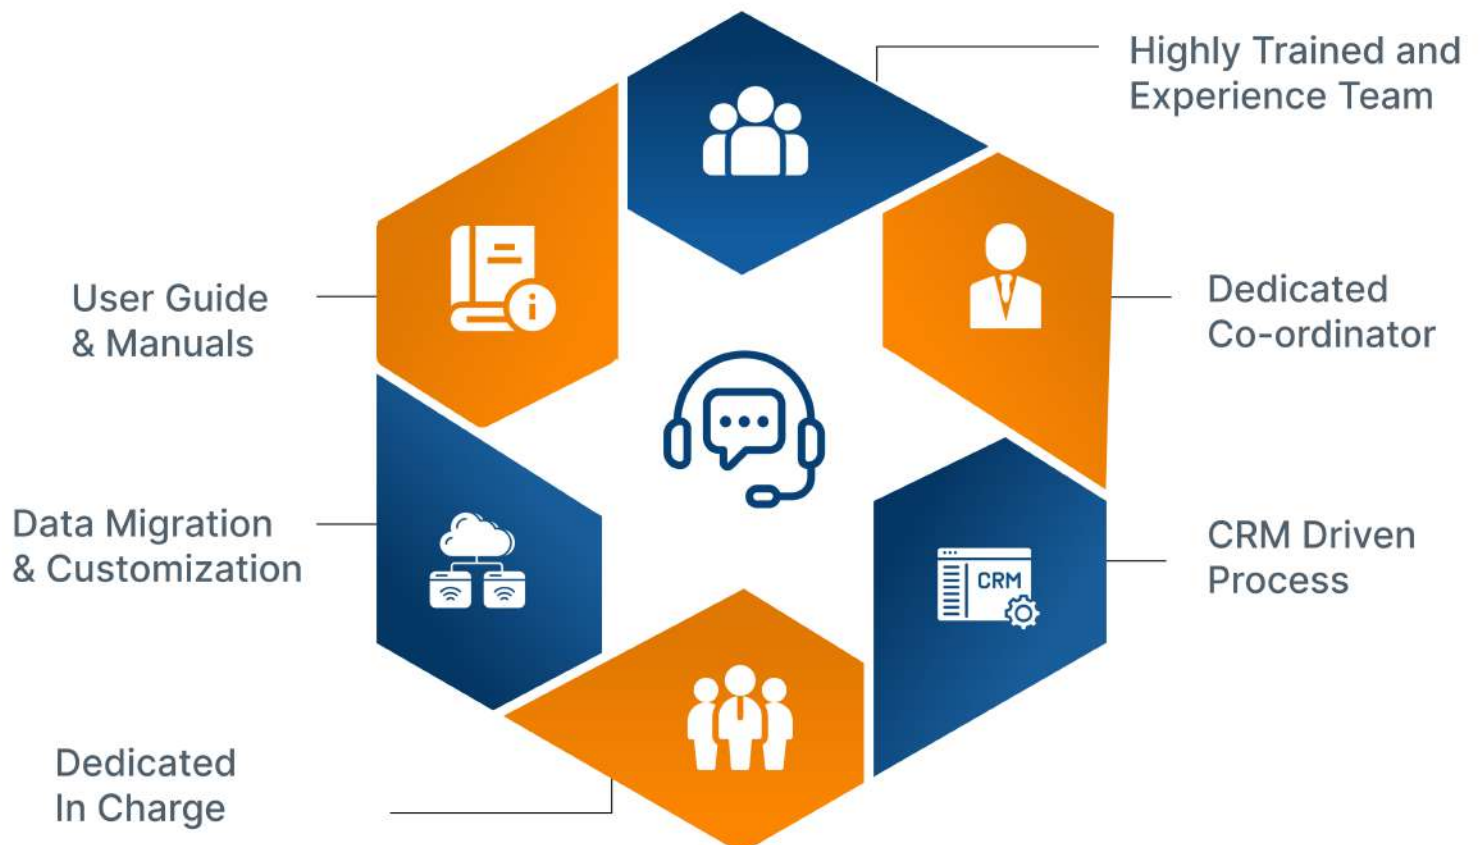 Highly Trained and
Experience Team
User Guide
& Manuals
Dedicated
Co-ordinator
Data Migration
& Customization
CRM
CRM Driven
Process
Dedicated
In Charge